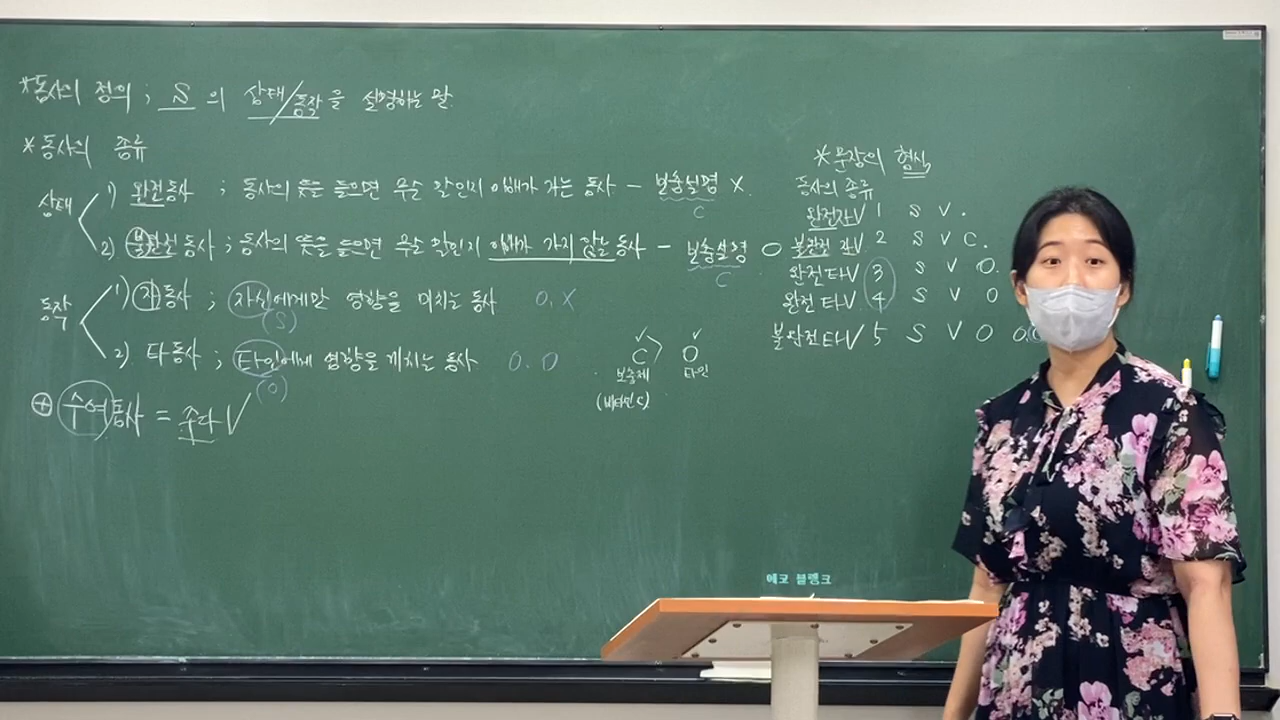 *동사의 정의 ; S 의 상태/동작을 설명하는 말.
*동사의 종류
상태
1) 완전동사 ; 동사의 뜻을 들으면 무슨 말인지 이해가 가는 동사 - 보충설명 X.
C
2) 불완전동사 ; 동사의 뜻을 들으면 무슨 말인지 이해가 가지 않는 동사 - 보충설명 O
C
동작
1) 자동사 ; 자신에게만 영향을 미치는 동사 O. X
(S)
2) 타동사 ; 타인에게 영향을 끼치는 동사 O. O
(O)
⊕ 수여동사 = 주다 V
C O
보충제 타인
(비타민 C)
*문장의 형식
동사의 종류
완전자V 1 S V .
불완전 자V 2 S V C .
완전 타V 3 S V O.
완전 타V 4 S V O
불완전타V 5 S V O O.C
에코 블랭크